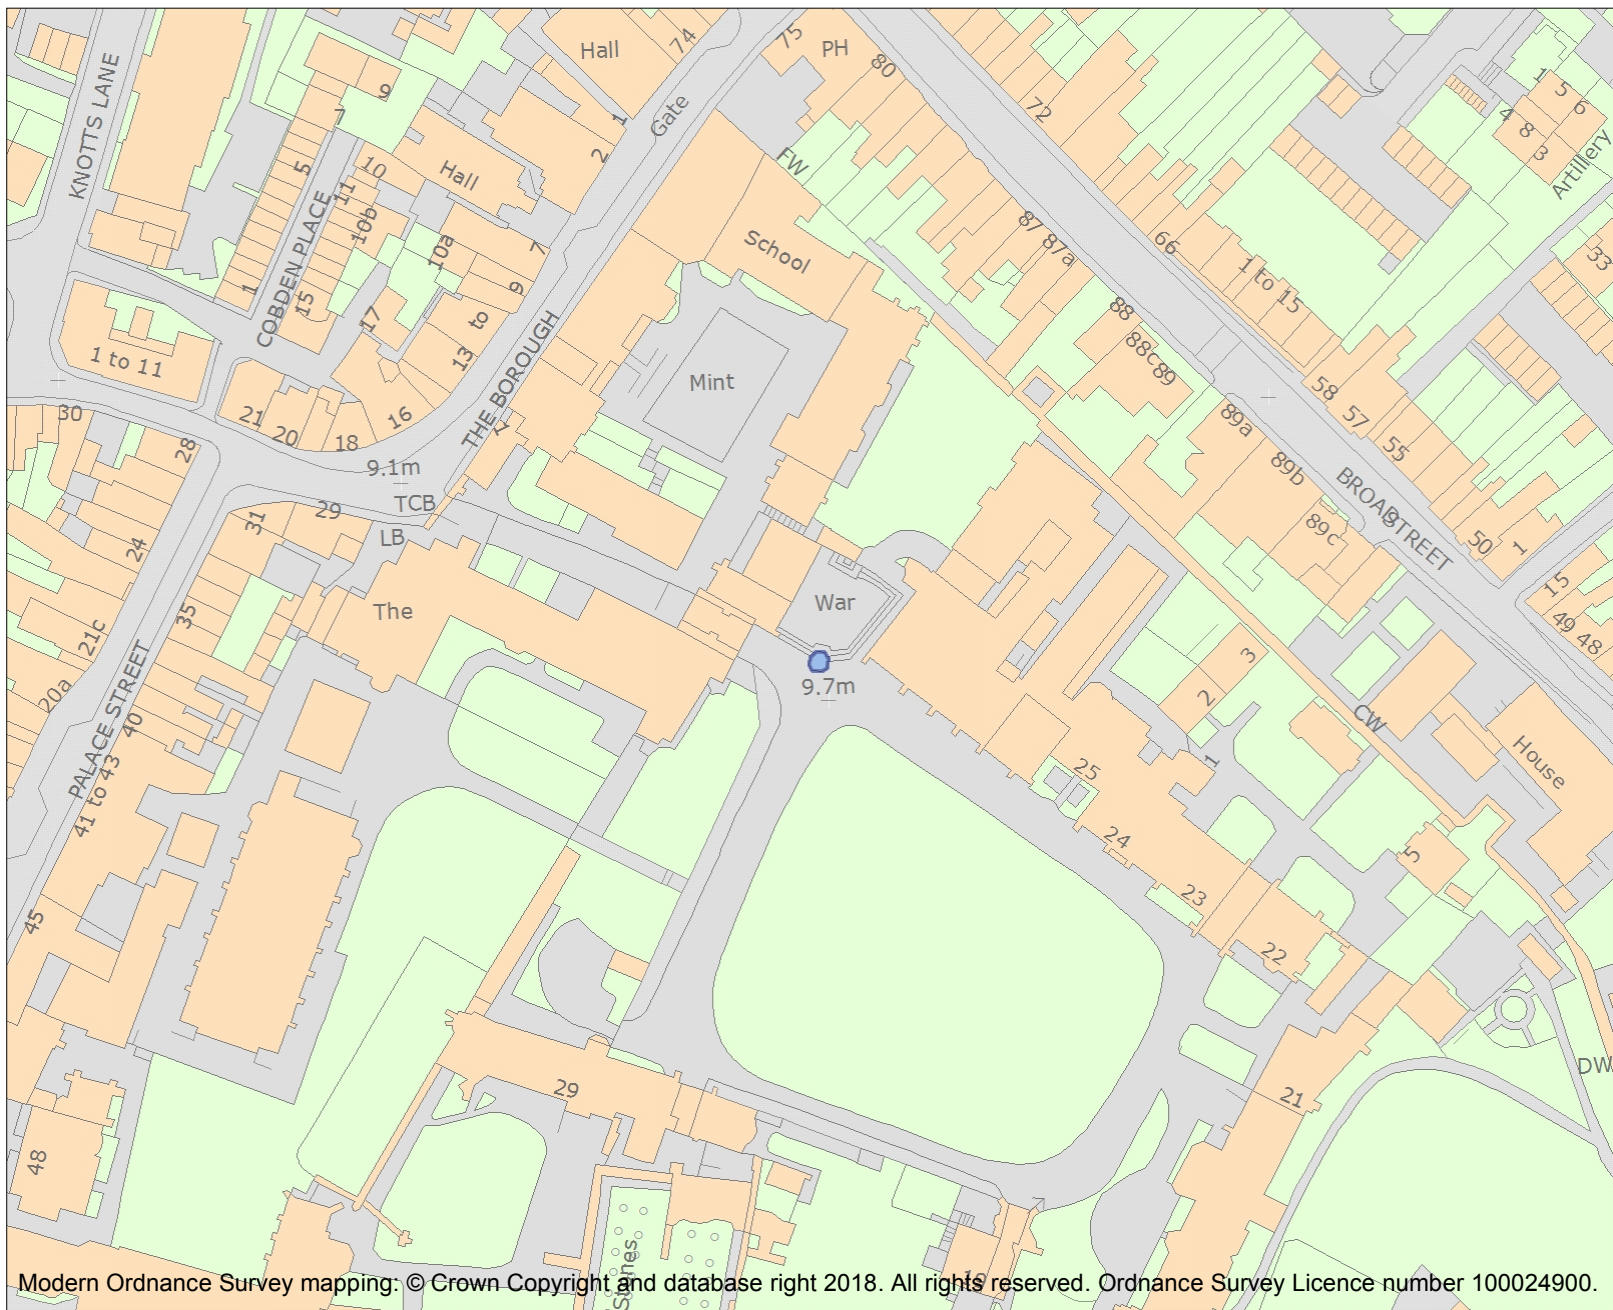 Hall
74
75
PH
80
KNOTTS LANE
9
7
1
Gate
72
1
5 6
4 8
3
Artillery
2
5
10
Hall
FW
11
10b
10a
7
School
87 87a
66
33
1
COBDEN PLACE
15
17
9
to
13
1 to 15
88
88c
89
1 to 11
THE BOROUGH
Mint
58
57
30
21
20
18
16
7
89a
55
28
9.1m
89b
BROAD STREET
TCB
29
31
LB
89c
9
50
1
24
The
War
15
35
49 48
21c
3
9.7m
2
20a
PALACE STREET
40
CW
41 to 43
25
1
House
24
5
23
45
22
DW
29
21
48
Stones
19
Modern Ordnance Survey mapping: © Crown Copyright and database right 2018. All rights reserved. Ordnance Survey Licence number 100024900.